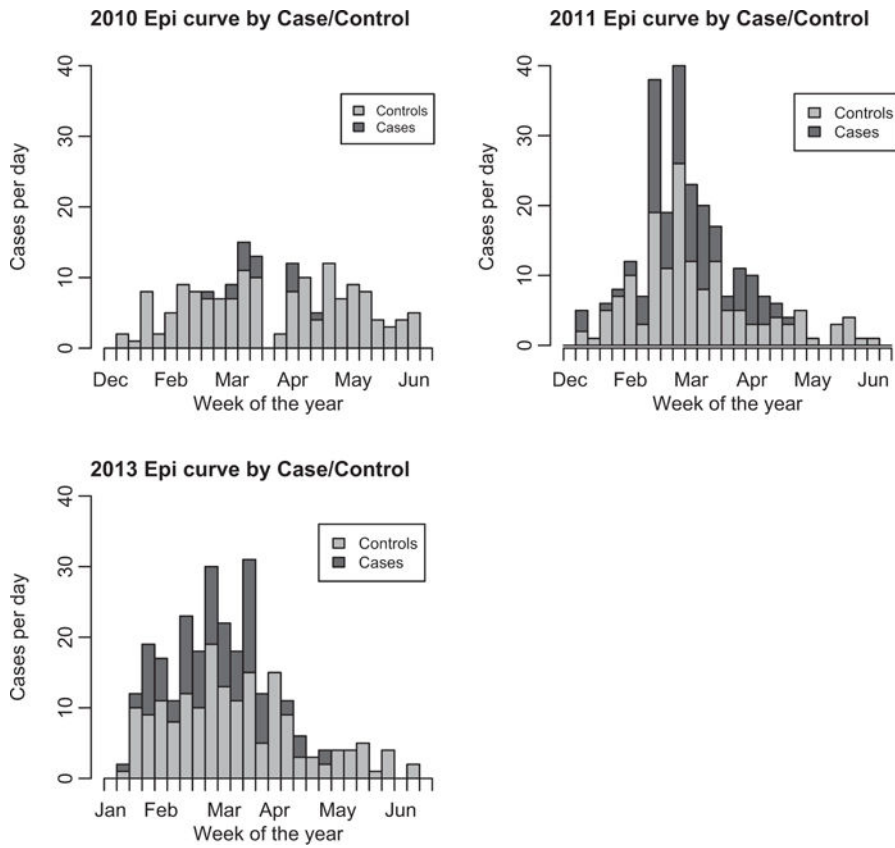 2010 Epi curve by Case/Control
40
30
20
10
0
Cases per day
Controls
Cases
Dec Feb Mar Apr May Jun
Week of the year
2011 Epi curve by Case/Control
40
30
20
10
0
Cases per day
Controls
Cases
Dec Feb Mar Apr May Jun
Week of the year
2013 Epi curve by Case/Control
40
30
20
10
0
Cases per day
Controls
Cases
Jan Feb Mar Apr May Jun
Week of the year